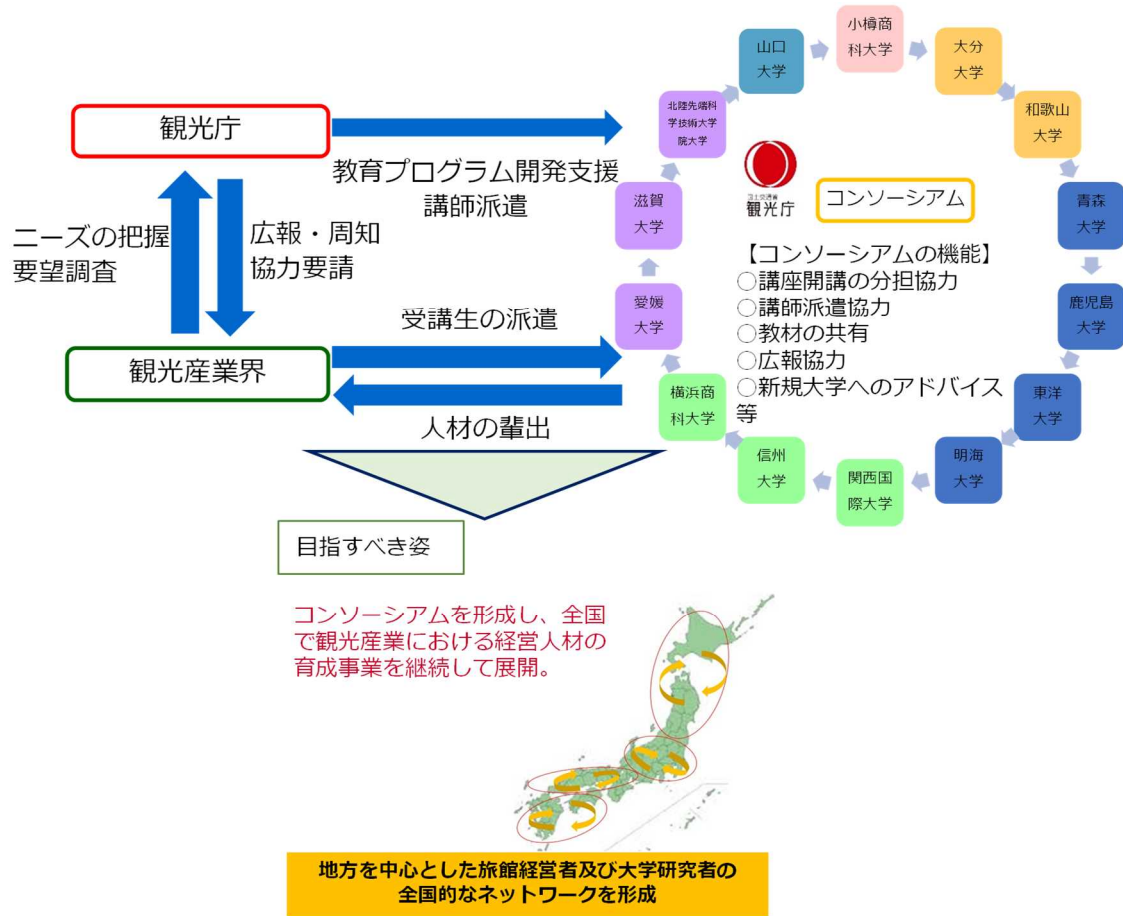 観光庁
教育プログラム開発支援
講師派遣
ニーズの把握
要望調査
広報・周知
協力要請
観光産業界
受講生の派遣
人材の輩出
小樽商
科大学
大分
大学
和歌山
大学
青森
大学
鹿児島
大学
東洋
大学
明海
大学
関西国
際大学
信州
大学
横浜商
科大学
愛媛
大学
滋賀
大学
北陸先端科
学技術大学
院大学
山口
大学
国土交通省
観光庁
コンソーシアム
【コンソーシアムの機能】
○講座開講の分担協力
○講師派遣協力
○教材の共有
○広報協力
○新規大学へのアドバイス
等
目指すべき姿
コンソーシアムを形成し、全国
で観光産業における経営人材の
育成事業を継続して展開。
地方を中心とした旅館経営者及び大学研究者の
全国的なネットワークを形成